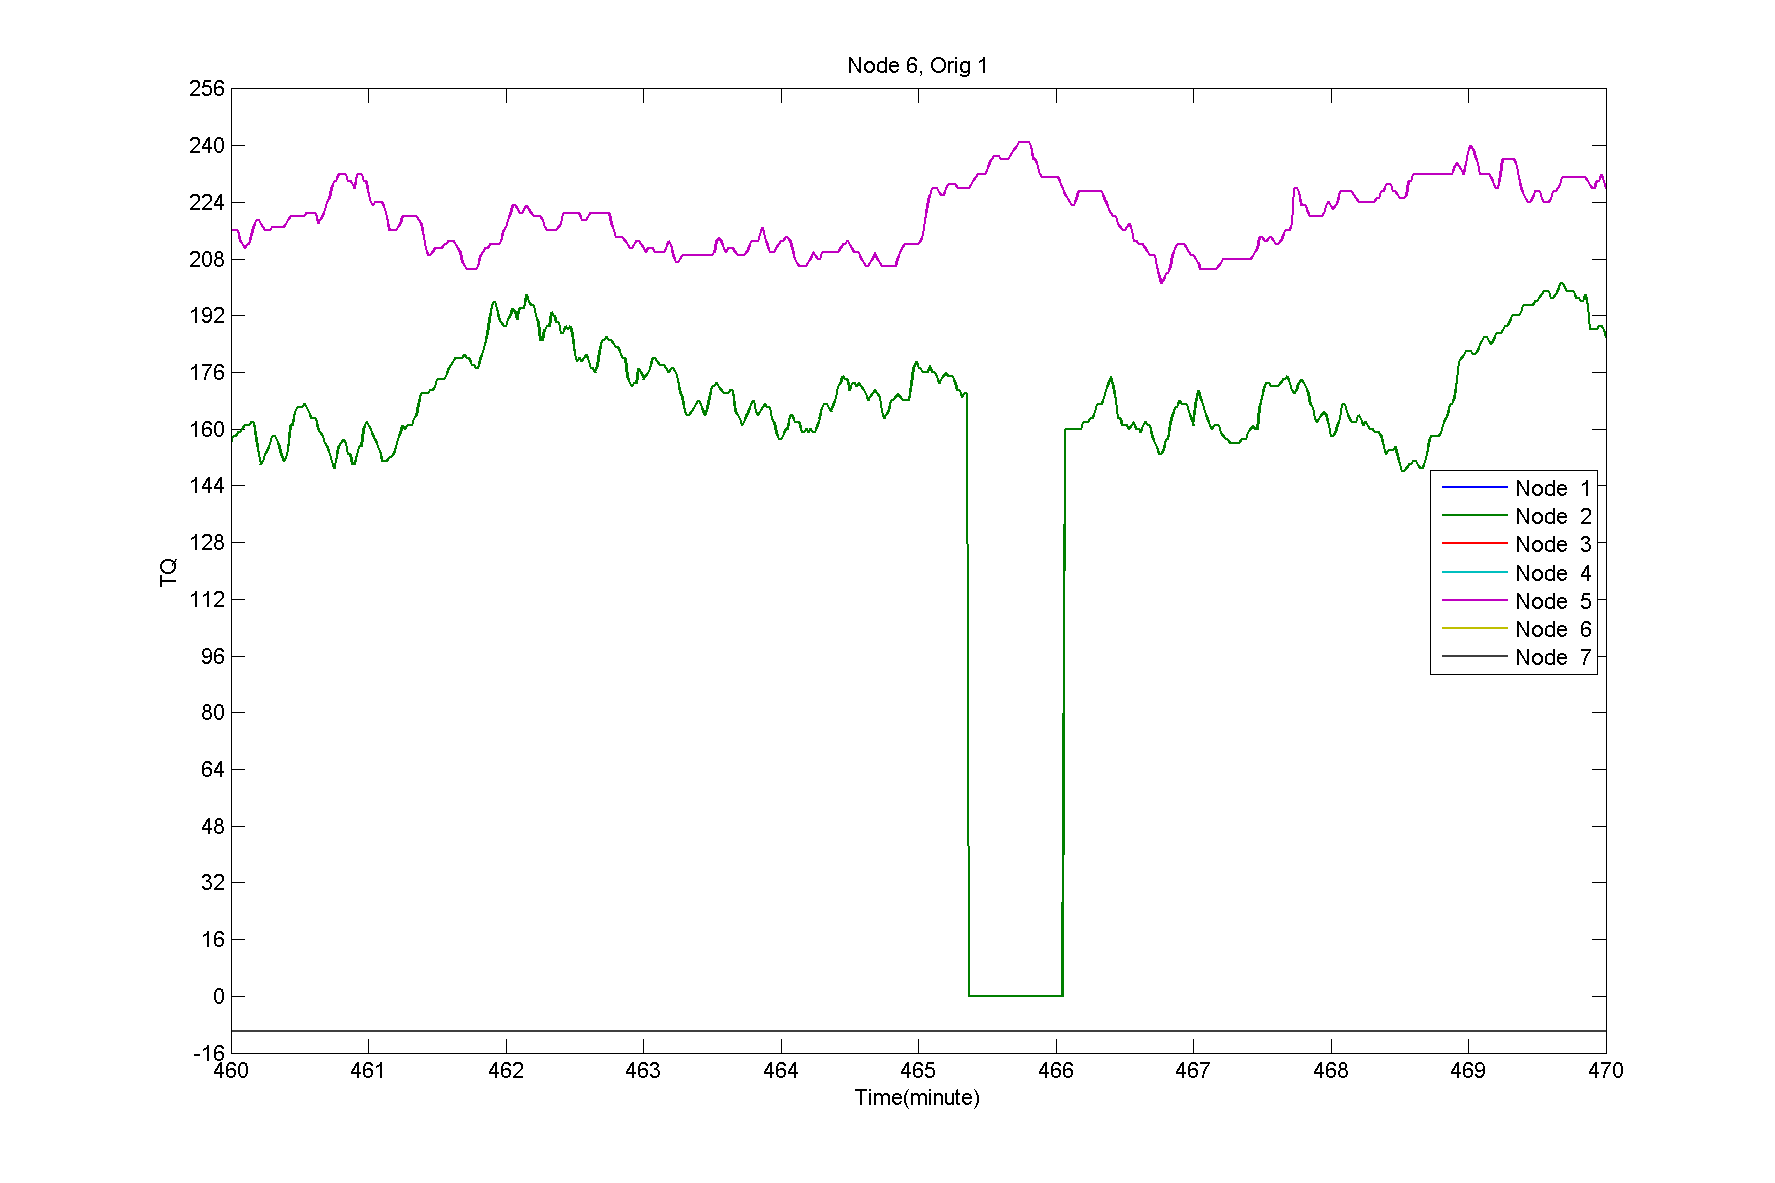 Node 6, Orig 1
256
240
224
208
192
176
160
144
128
112
96
80
64
48
32
16
0
-16
TQ
Node 1
Node 2
Node 3
Node 4
Node 5
Node 6
Node 7
460 461 462 463 464 465 466 467 468 469 470
Time(minute)